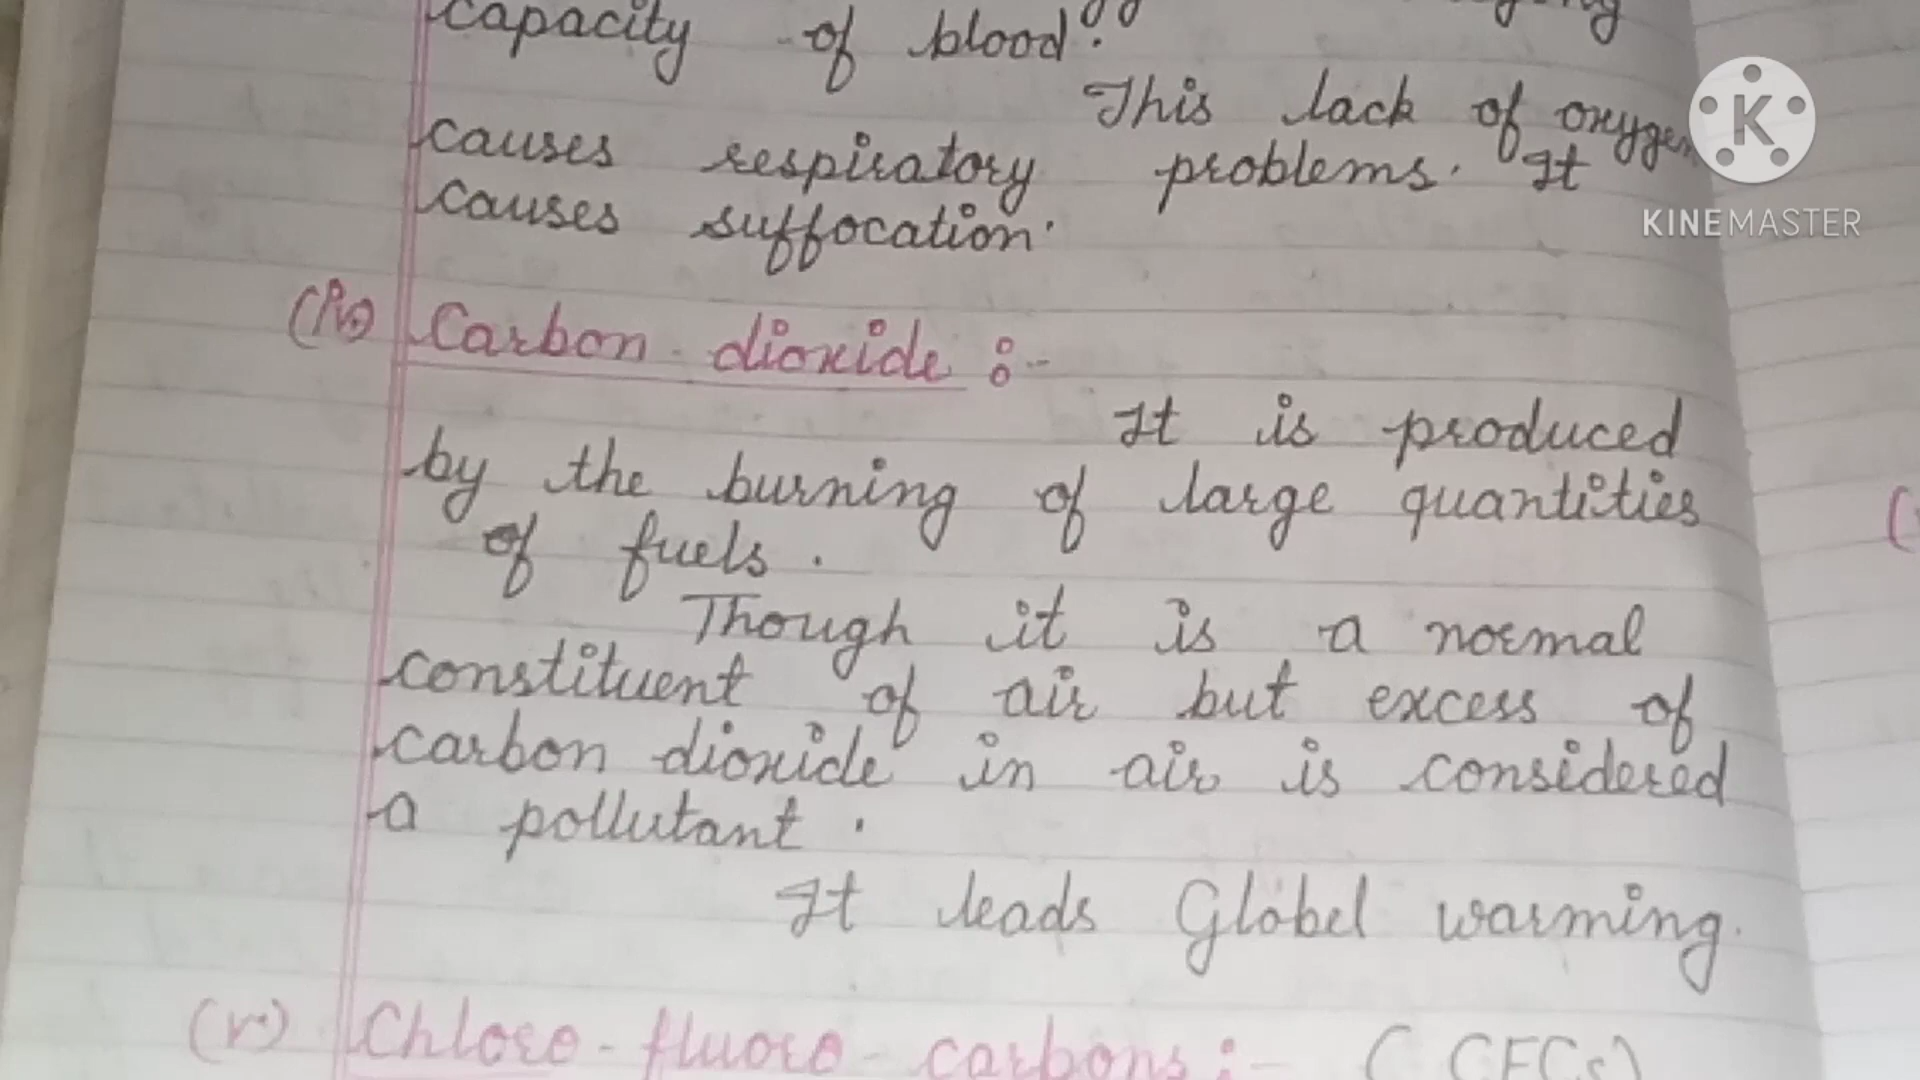 capacity of blood.
This lack of oxygen
causes respiratory problems. It
causes suffocation.
(iv) Carbon dioxide :-
It is produced
by the burning of large quantities
of fuels.
Though it is a normal
constituent of air but excess of
carbon dioxide in air is considered
a pollutant.
It leads Globel warming.
(v) Chloro-fluoro-carbons :- (CFCs)
K
KINEMASTER